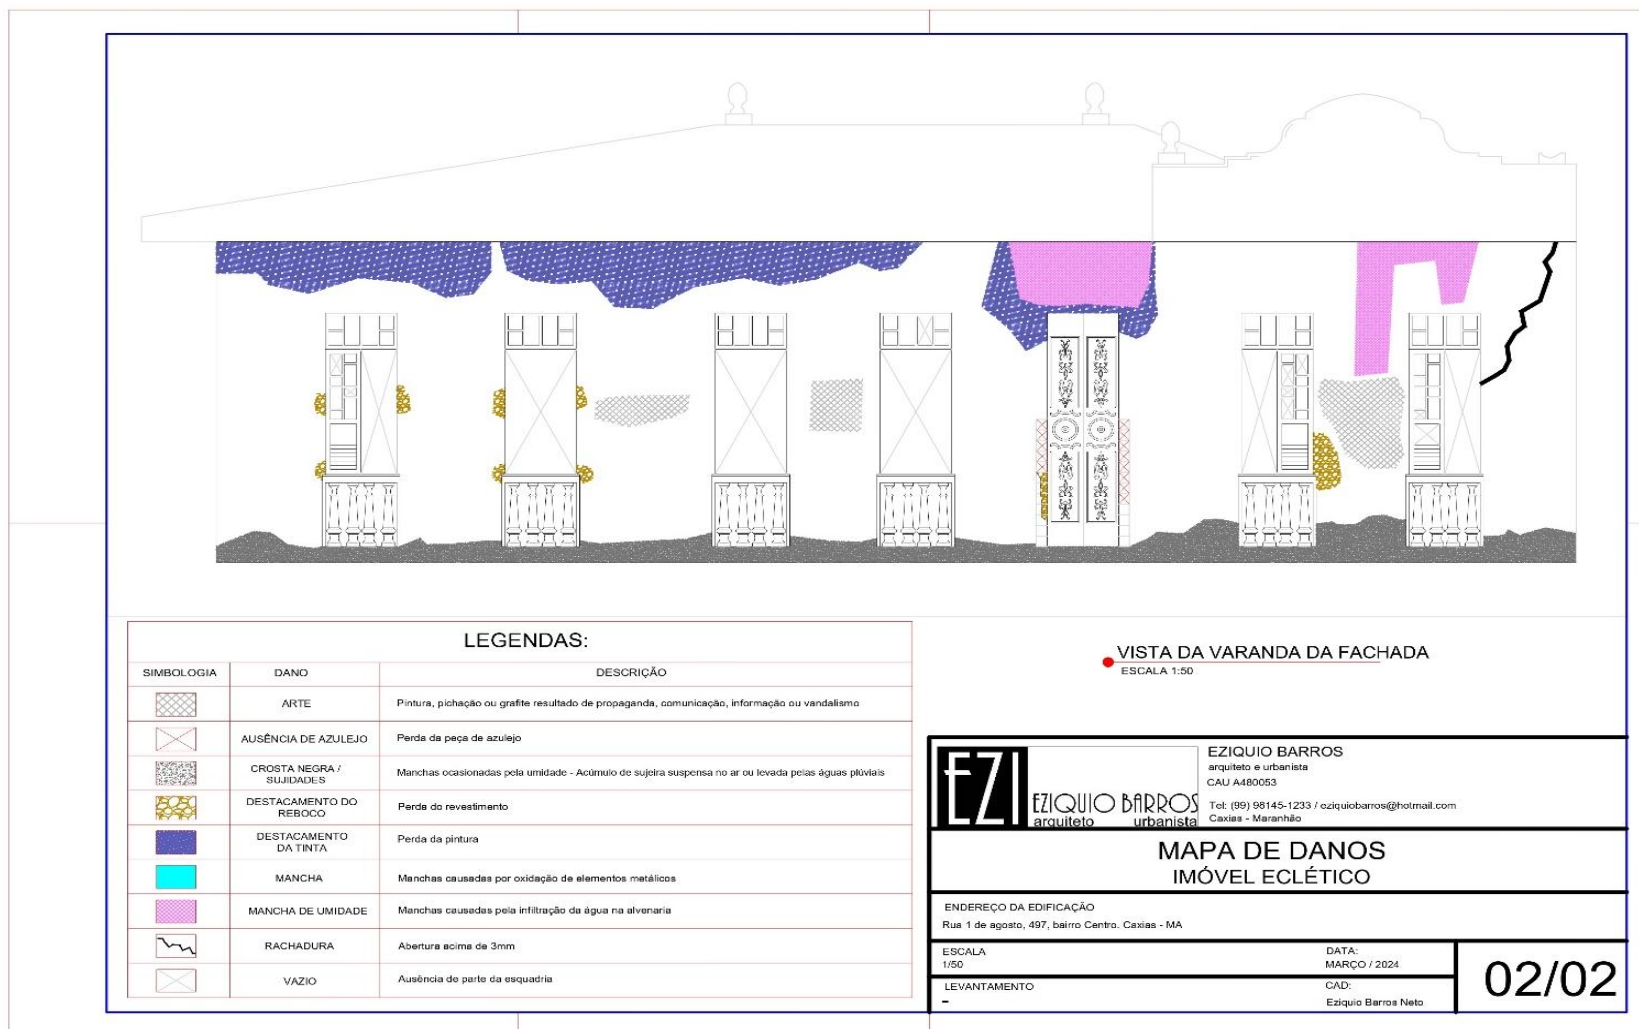 LEGENDAS:
SIMBOLOGIA DANO DESCRIÇÃO
ARTE Pintura, pichação ou grafite resultado de propaganda, comunicação, informação ou vandalismo
AUSÊNCIA DE AZULEJO Perda da peça de azulejo
CROSTA NEGRA /
SUJIDADES
Manchas ocasionadas pela umidade - Acúmulo de sujeira suspensa no ar ou levada pelas águas plúviais
DESTACAMENTO DO
REBOCO
Perda do revestimento
DESTACAMENTO
DA TINTA
Perda da pintura
MANCHA Manchas causadas por oxidação de elementos metálicos
MANCHA DE UMIDADE Manchas causadas pela infiltração da água na alvenaria
RACHADURA Abertura acima de 3mm
VAZIO Ausência de parte da esquadria
VISTA DA VARANDA DA FACHADA
ESCALA 1:50
EZI
EZIQUIO BARROS
arquiteto urbanista
EZIQUIO BARROS
arquiteto e urbanista
CAU A480053
Tel: (99) 98145-1233 / eziquiobarros@hotmail.com
Caxias - Maranhão
MAPA DE DANOS
IMÓVEL ECLÉTICO
ENDEREÇO DA EDIFICAÇÃO
Rua 1 de agosto, 497, bairro Centro. Caxias - MA
ESCALA
1/50
DATA:
MARÇO / 2024
LEVANTAMENTO
–
CAD:
Eziquio Barros Neto
02/02